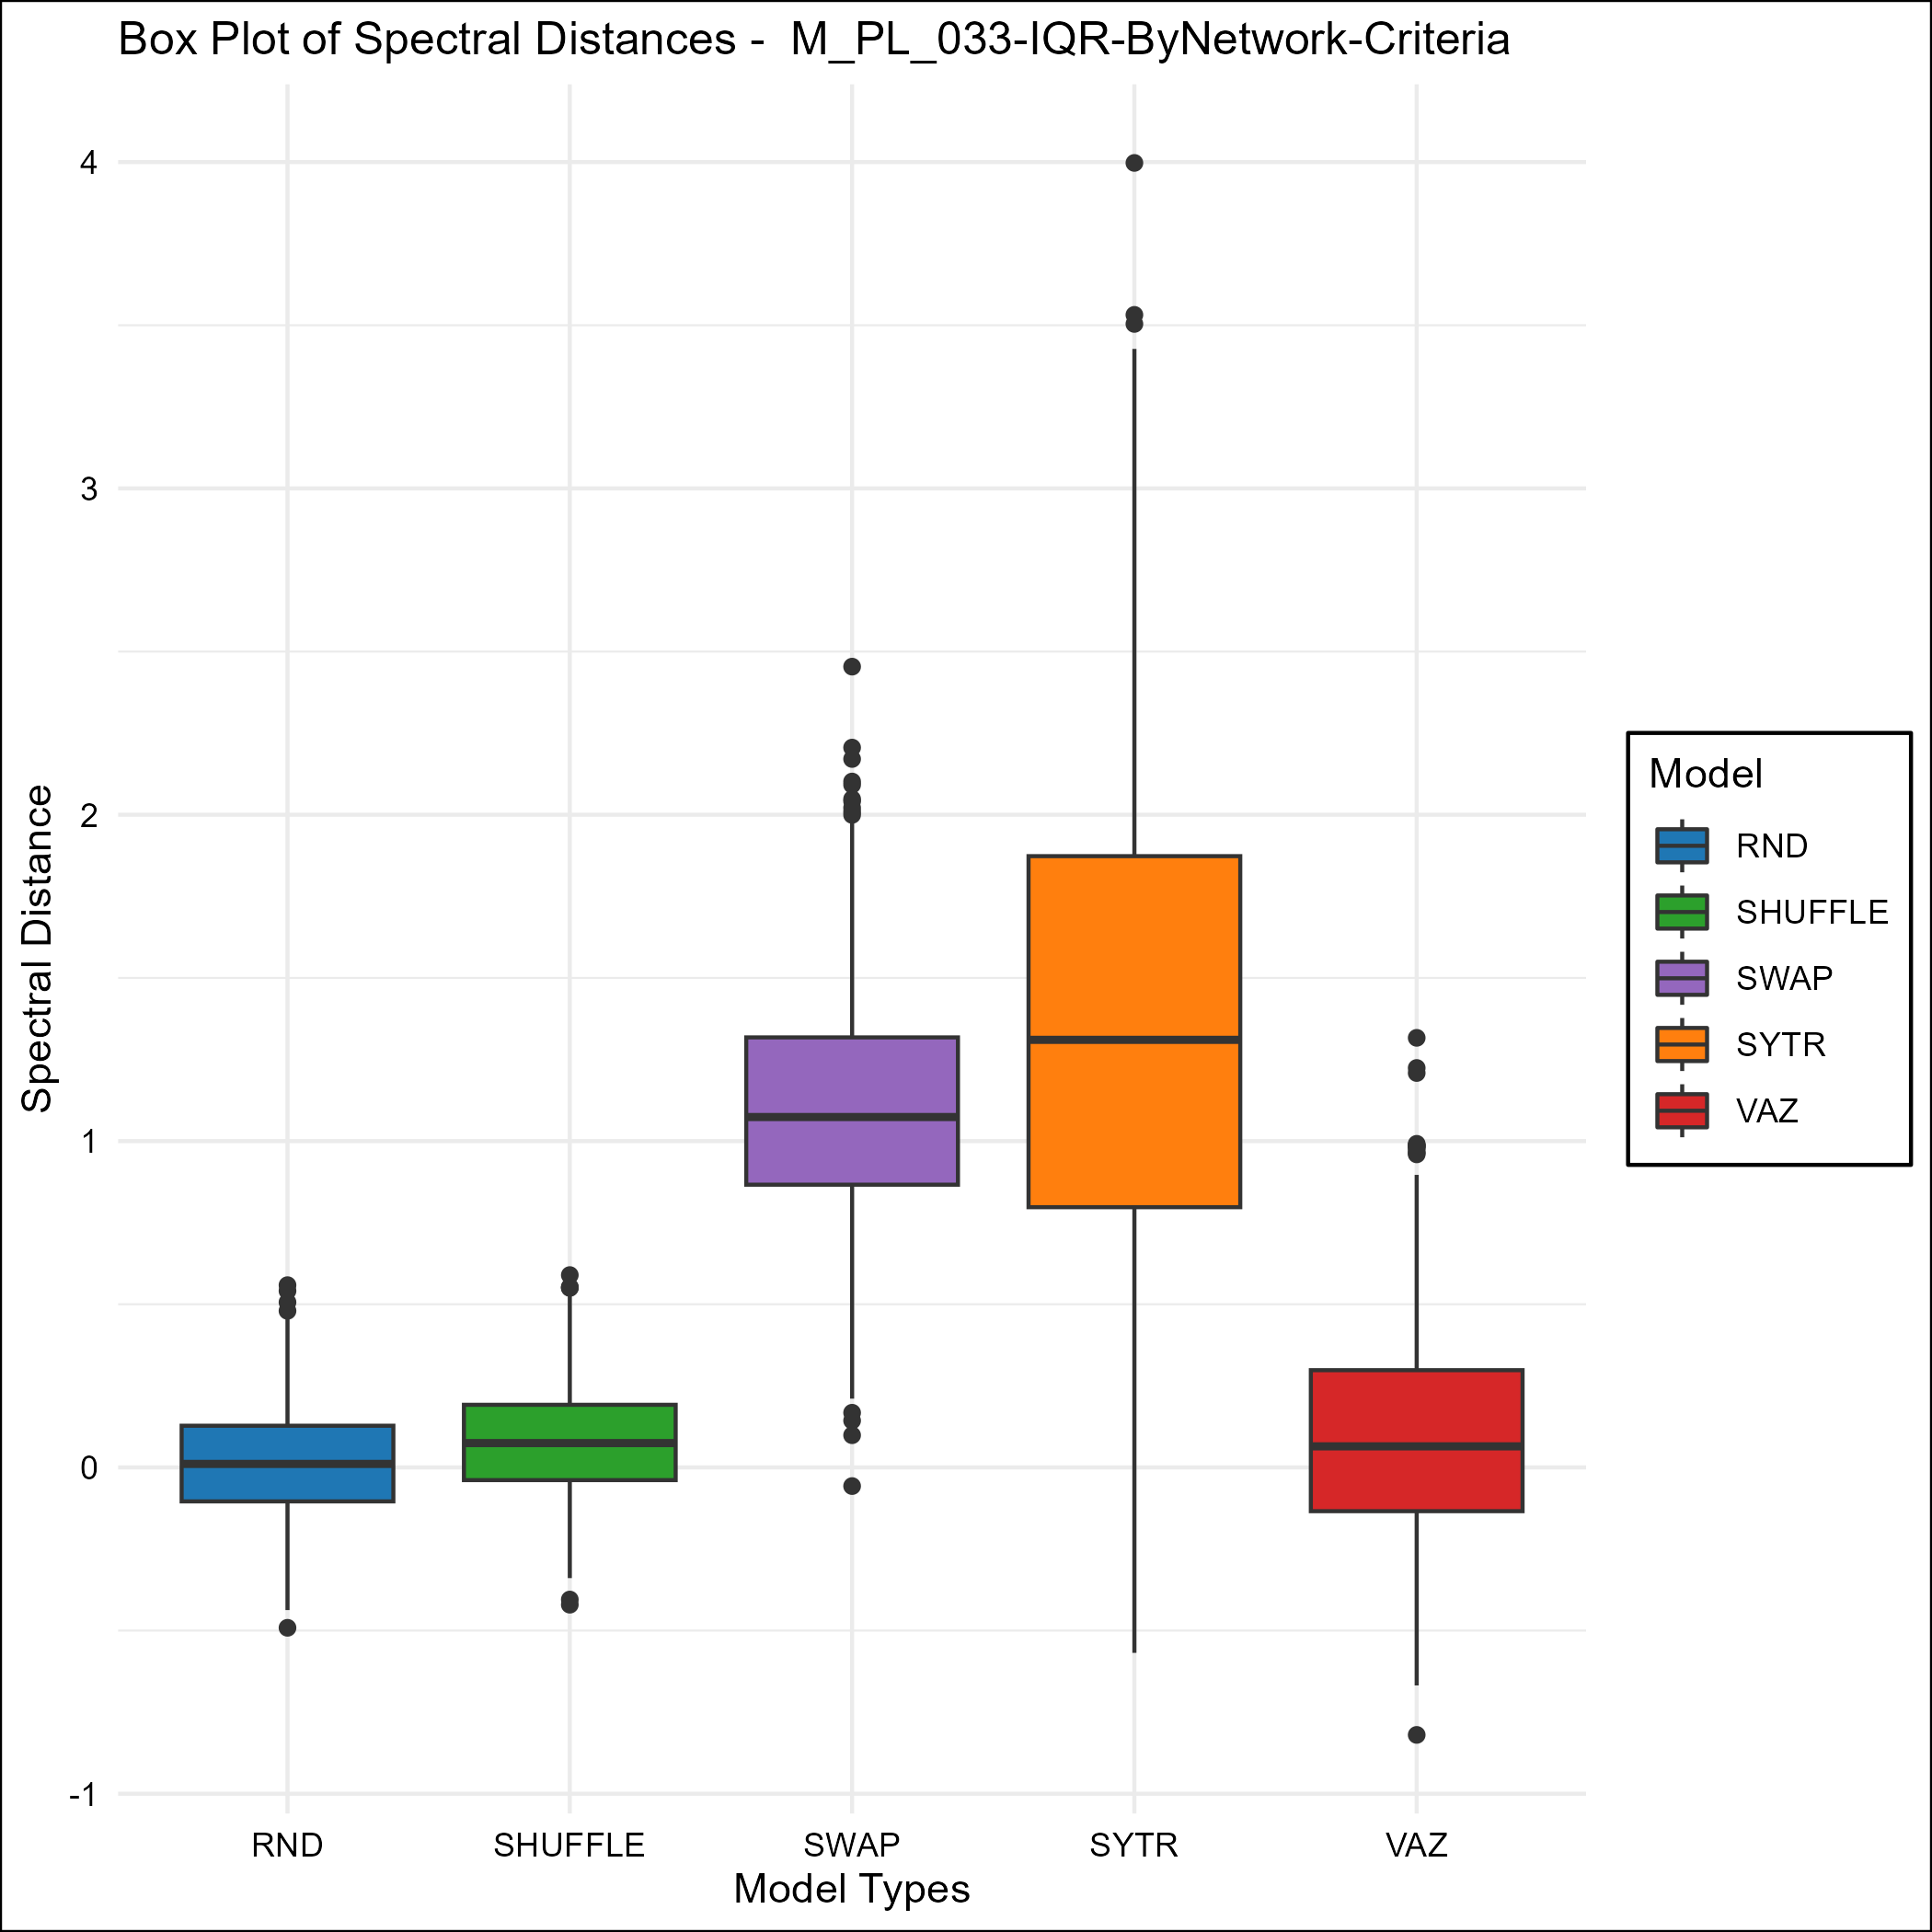 Box Plot of Spectral Distances -  M_PL_033-IQR-ByNetwork-Criteria
Spectral Distance
4
3
2
1
0
-1
RND
SHUFFLE
SWAP
SYTR
VAZ
Model Types
Model
RND
SHUFFLE
SWAP
SYTR
VAZ